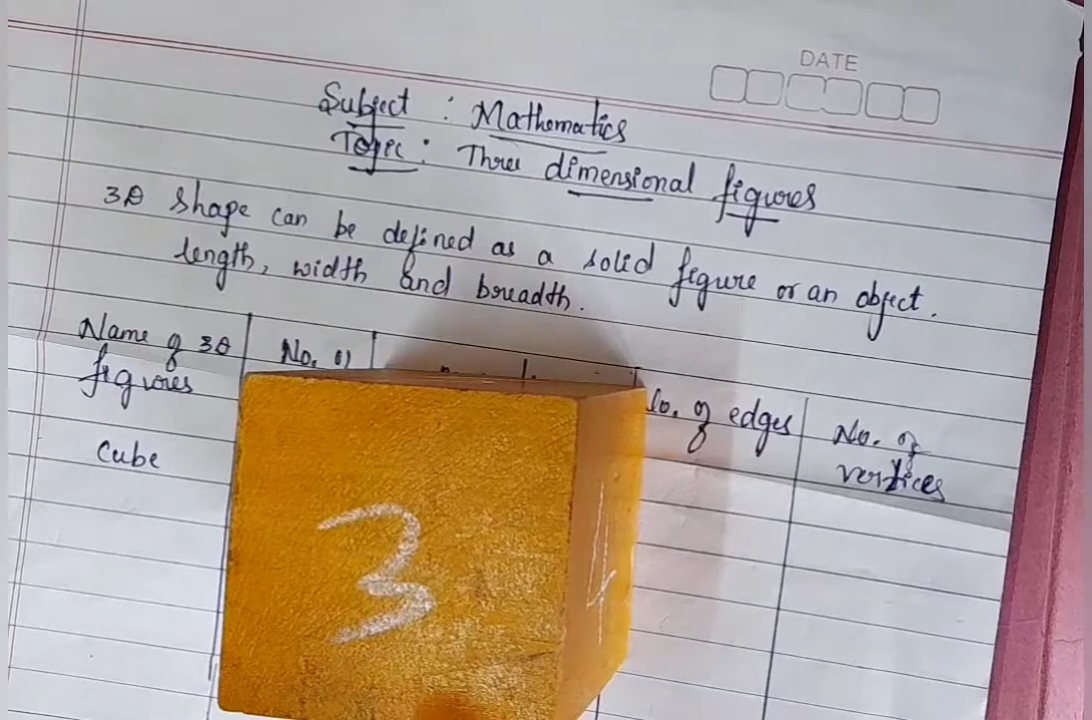 DATE
Subject : Mathematics
Topic : Three dimensional figures
3D shape can be defined as a solid figure or an object.
length, width and breadth.
Name of 3D figures
No. of
No. of edges
No. of vertices
Cube
3
4